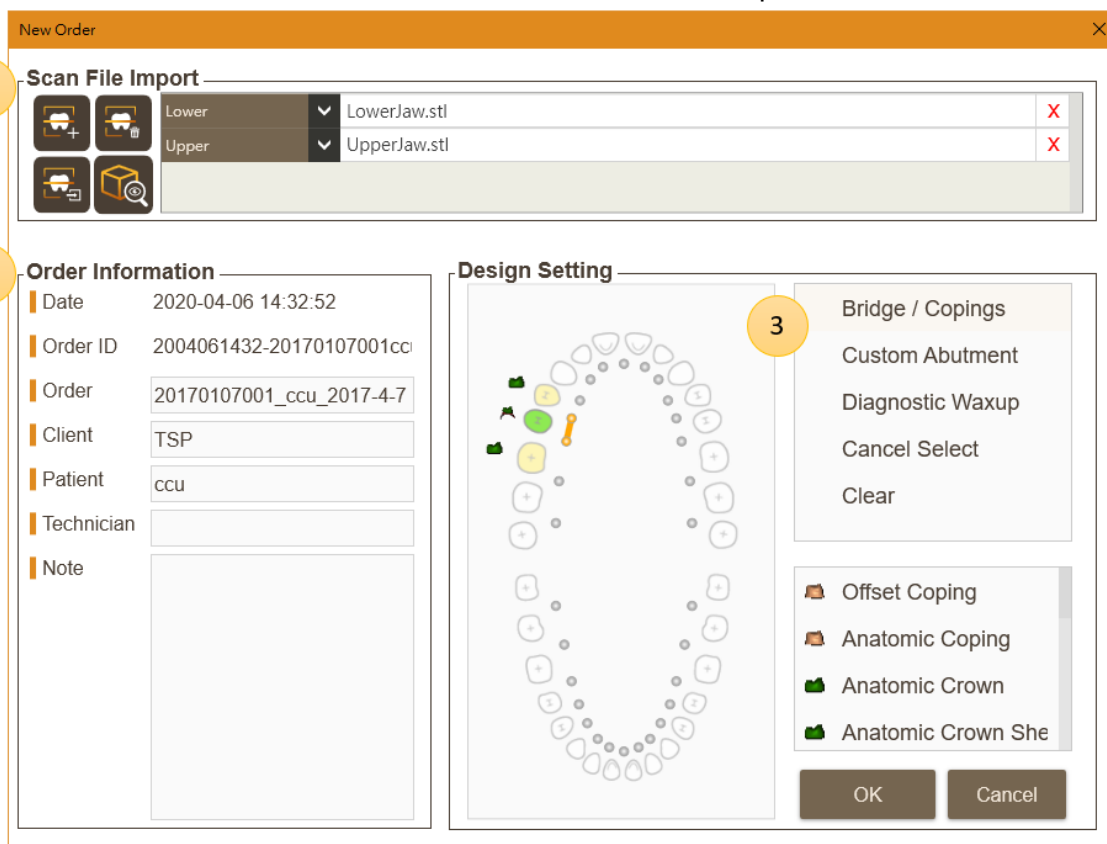 New Order
Scan File Import
Lower LowerJaw.stl X
Upper UpperJaw.stl X
Order Information
Date 2020-04-06 14:32:52
Order ID 2004061432-20170107001ccu
Order 20170107001_ccu_2017-4-7
Client TSP
Patient ccu
Technician
Note
Design Setting
3
Bridge / Copings
Custom Abutment
Diagnostic Waxup
Cancel Select
Clear
Offset Coping
Anatomic Coping
Anatomic Crown
Anatomic Crown She
OK Cancel